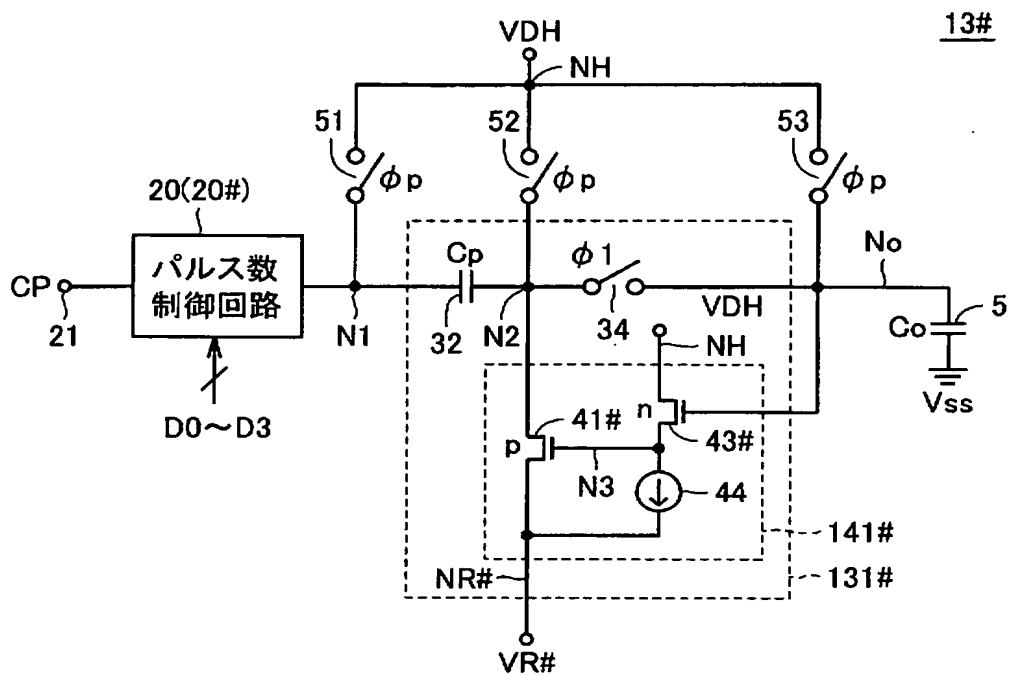 13#
VDH
NH
51
52
53
φp
φp
φp
20(20#)
パルス数
制御回路
CP
21
D0～D3
N1
Cp
32
N2
φ1
34
VDH
No
Co
5
Vss
NH
n
43#
41#
p
N3
44
141#
131#
NR#
VR#